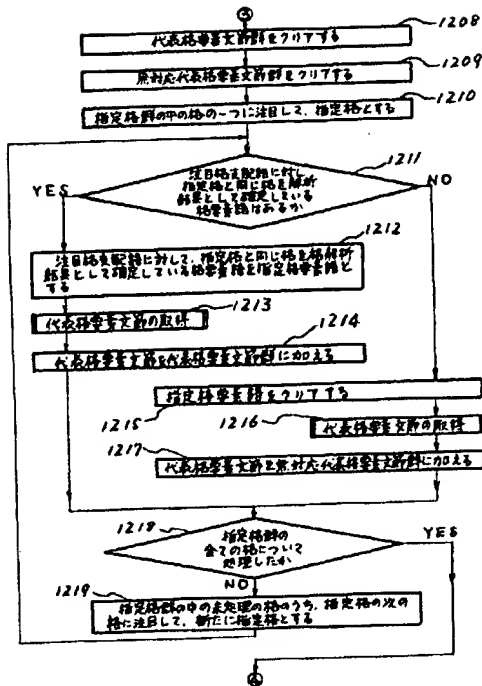 ③
1208
代表格要素文節群をクリアする
1209
無対応代表格要素文節群をクリアする
1210
指定格群の中の格の一つに注目して、指定格とする
1211
注目格支配語に対し
指定格と同じ格を解析
結果として確定している
格要素語はあるか
YES
NO
1212
注目格支配語に対して、指定格と同じ格を格解析
結果として確定している格要素語を指定格要素語と
する
1213
代表格要素文節の取得
1214
代表格要素文節を代表格要素文節群に加える
指定格要素語をクリアする
1215
1216
代表格要素文節の取得
1217
代表格要素文節を無対応代表格要素文節群に加える
1218
指定格群の
全ての格について
処理したか
YES
NO
1219
指定格群の中の未処理の格のうち、指定格の次の
格に注目して、新たに指定格とする